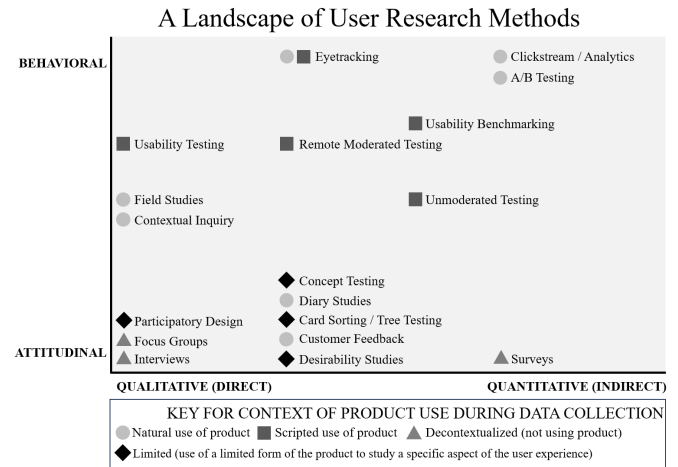 A Landscape of User Research Methods
BEHAVIORAL
Eyetracking
Clickstream / Analytics
A/B Testing
Usability Benchmarking
Usability Testing
Remote Moderated Testing
Field Studies
Unmoderated Testing
Contextual Inquiry
Concept Testing
Diary Studies
Participatory Design
Card Sorting / Tree Testing
Focus Groups
Customer Feedback
ATTITUDINAL
Interviews
Desirability Studies
Surveys
QUALITATIVE (DIRECT)
QUANTITATIVE (INDIRECT)
KEY FOR CONTEXT OF PRODUCT USE DURING DATA COLLECTION
Natural use of product
Scripted use of product
Decontextualized (not using product)
Limited (use of a limited form of the product to study a specific aspect of the user experience)